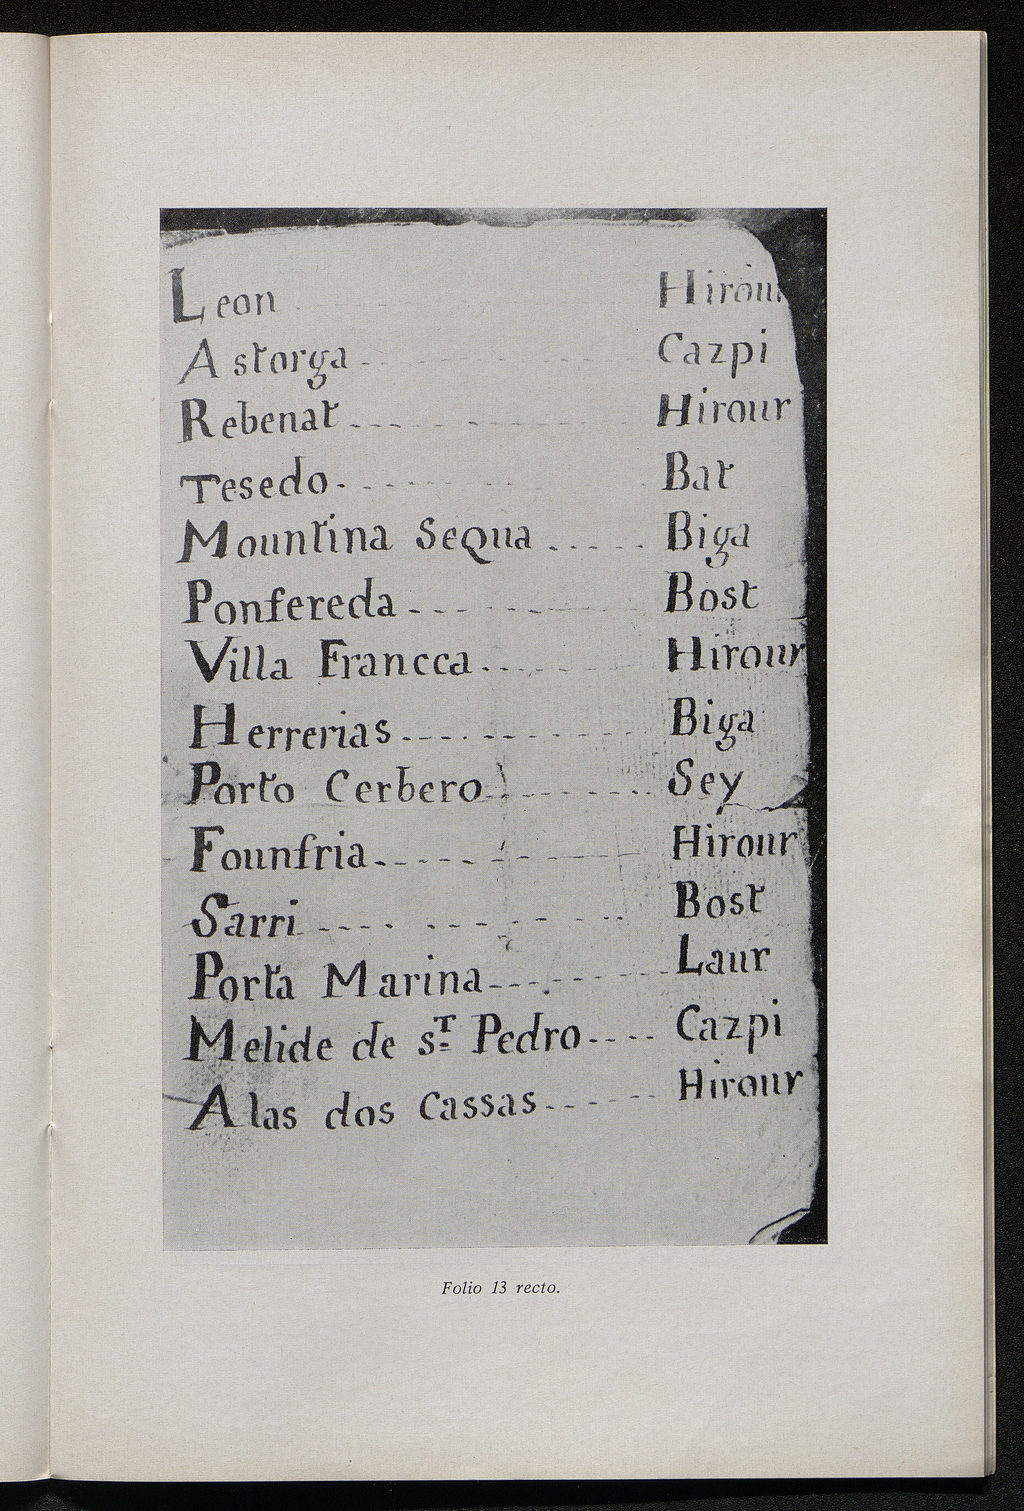 Leon Hirour
Astorga Cazpi
Rebenat Hirour
Tesedo Bat
Mountina Sequa Biga
Ponfereda Bost
Villa Francca Hirour
Herrerias Biga
Porto Cerbero Sey
Founfria Hirour
Sarri Bost
Porta Marina Laur
Melide de sT Pedro Cazpi
Alas dos Cassas Hirour
Folio 13 recto.